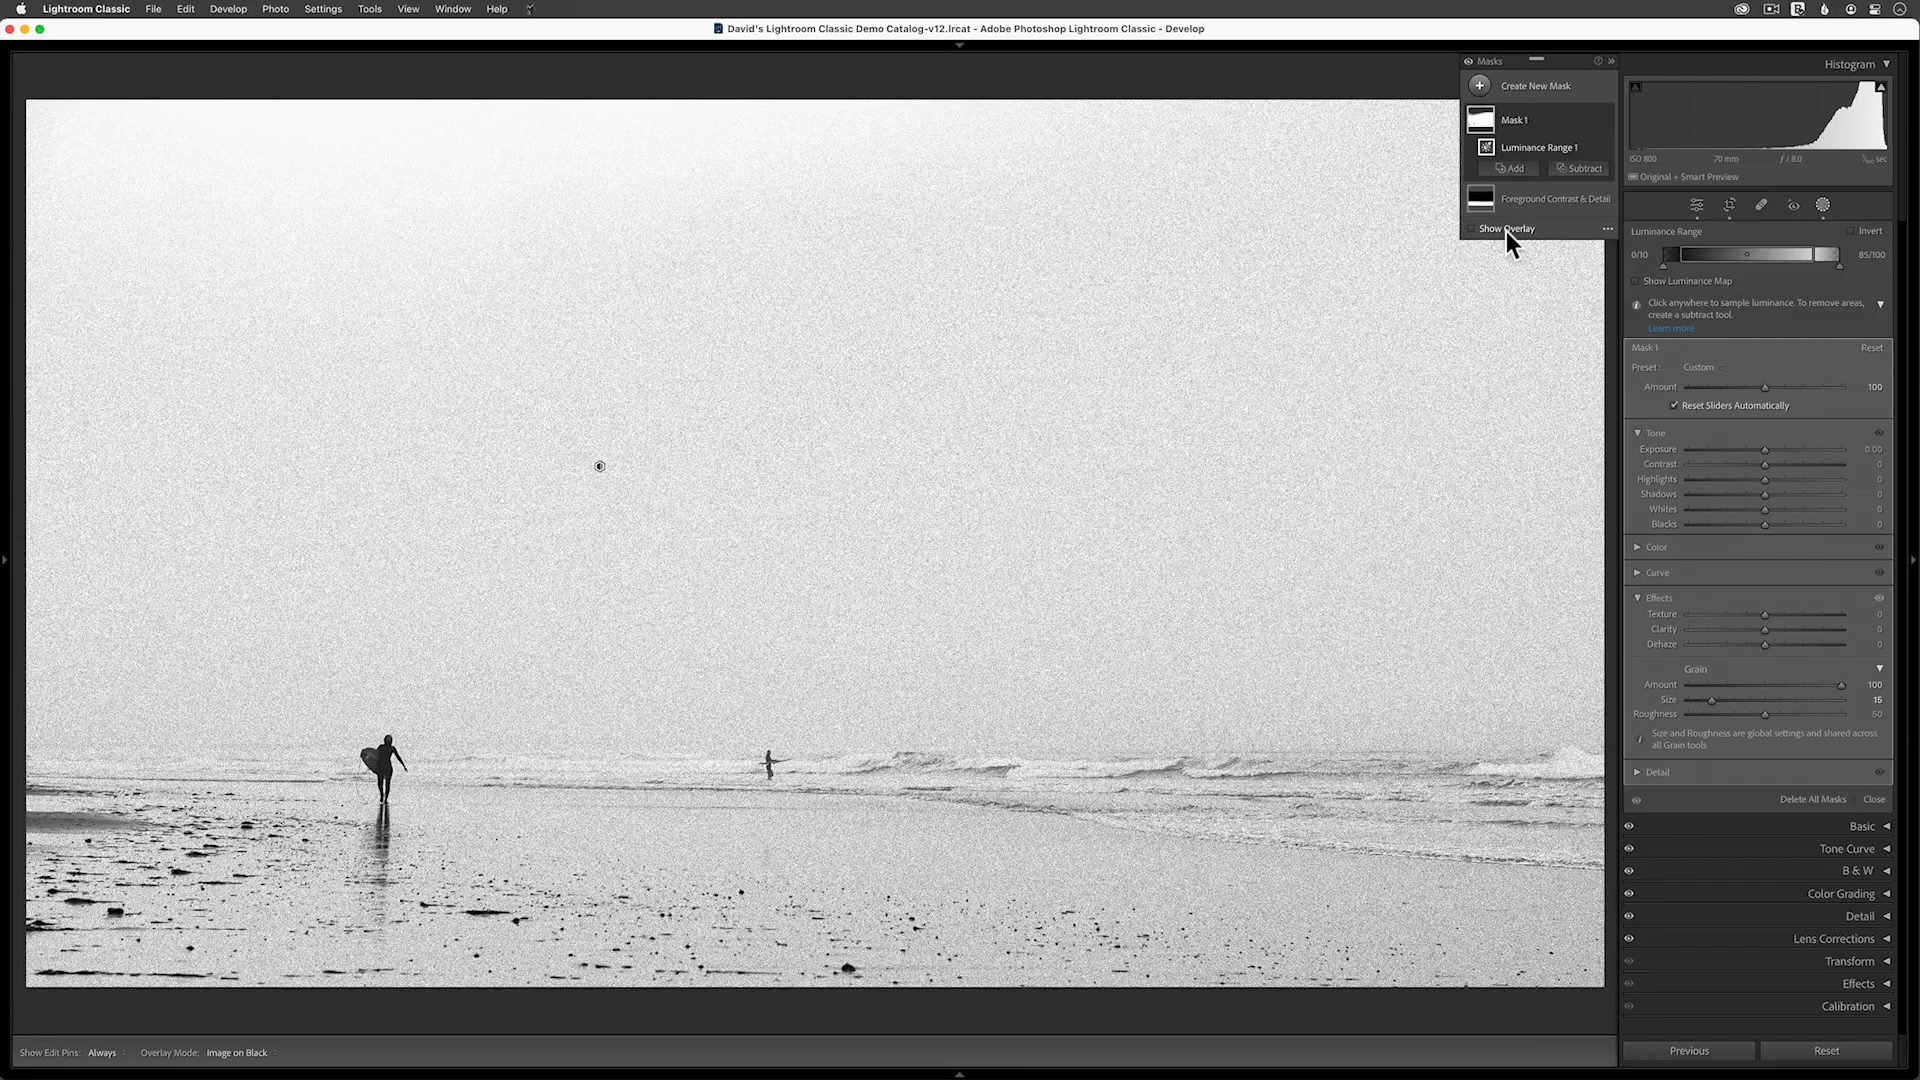 Lightroom Classic File Edit Develop Photo Settings Tools View Window Help
David's Lightroom Classic Demo Catalog-v12.lrcat - Adobe Photoshop Lightroom Classic - Develop
Masks
Create New Mask
Mask 1
Luminance Range 1
Add Subtract
Foreground Contrast & Detail
Show Overlay
Histogram
ISO 800 70 mm ƒ / 8.0 sec
Original + Smart Preview
Luminance Range Invert
0/10 85/100
Show Luminance Map
Click anywhere to sample luminance. To remove areas,
create a subtract tool.
Learn more
Mask 1 Reset
Preset : Custom
Amount 100
Reset Sliders Automatically
Tone
Exposure 0.00
Contrast 0
Highlights 0
Shadows 0
Whites 0
Blacks 0
Color
Curve
Effects
Texture 0
Clarity 0
Dehaze 0
Grain
Amount 100
Size 15
Roughness 50
Size and Roughness are global settings and shared across
all Grain tools
Detail
Delete All Masks Close
Basic
Tone Curve
B & W
Color Grading
Detail
Lens Corrections
Transform
Effects
Calibration
Previous Reset
Show Edit Pins: Always Overlay Mode: Image on Black